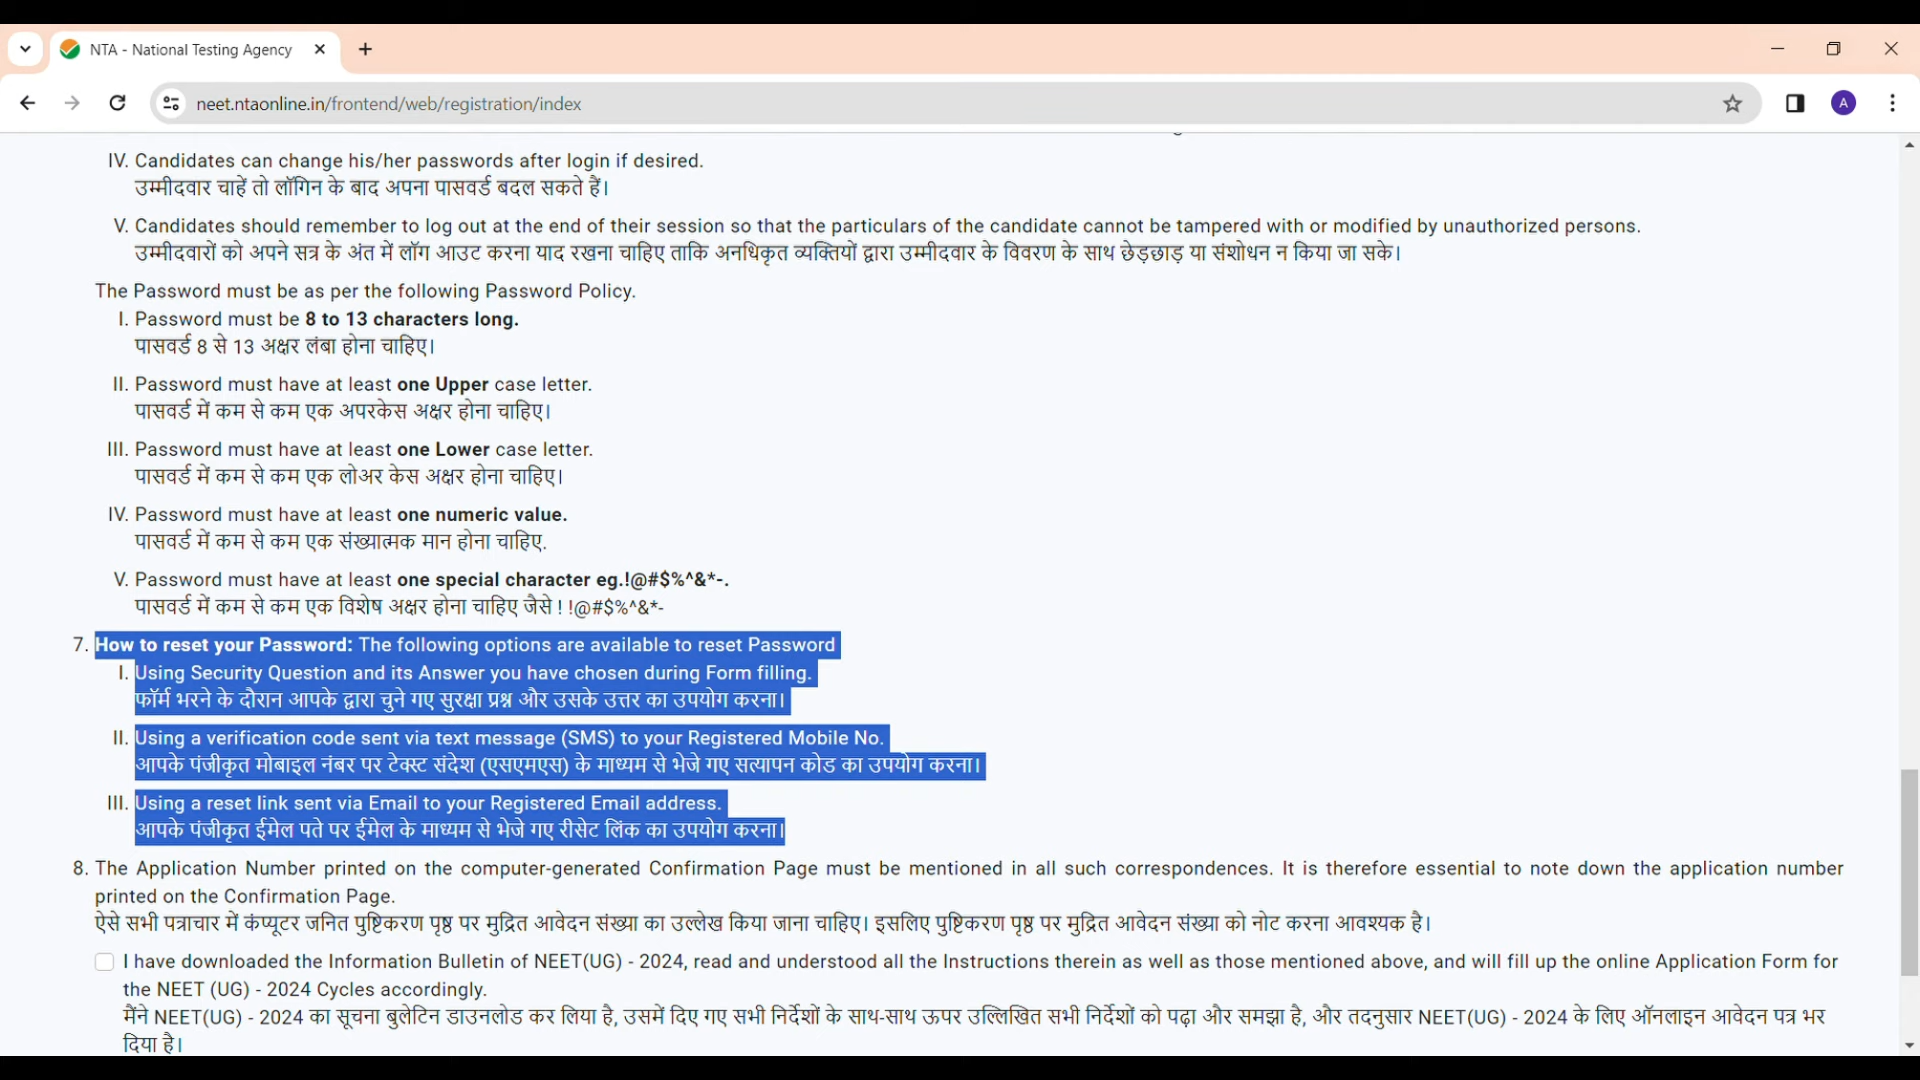 NTA - National Testing Agency
neet.ntaonline.in/frontend/web/registration/index
A
IV. Candidates can change his/her passwords after login if desired.
उम्मीदवार चाहें तो लॉगिन के बाद अपना पासवर्ड बदल सकते हैं।
V. Candidates should remember to log out at the end of their session so that the particulars of the candidate cannot be tampered with or modified by unauthorized persons.
उम्मीदवारों को अपने सत्र के अंत में लॉग आउट करना याद रखना चाहिए ताकि अनधिकृत व्यक्तियों द्वारा उम्मीदवार के विवरण के साथ छेड़छाड़ या संशोधन न किया जा सके।
The Password must be as per the following Password Policy.
I. Password must be 8 to 13 characters long.
पासवर्ड 8 से 13 अक्षर लंबा होना चाहिए।
II. Password must have at least one Upper case letter.
पासवर्ड में कम से कम एक अपरकेस अक्षर होना चाहिए।
III. Password must have at least one Lower case letter.
पासवर्ड में कम से कम एक लोअर केस अक्षर होना चाहिए।
IV. Password must have at least one numeric value.
पासवर्ड में कम से कम एक संख्यात्मक मान होना चाहिए.
V. Password must have at least one special character eg.!@#$%^&*-.
पासवर्ड में कम से कम एक विशेष अक्षर होना चाहिए जैसे ! !@#$%^&*-
7. How to reset your Password: The following options are available to reset Password
I. Using Security Question and its Answer you have chosen during Form filling.
फॉर्म भरने के दौरान आपके द्वारा चुने गए सुरक्षा प्रश्न और उसके उत्तर का उपयोग करना।
II. Using a verification code sent via text message (SMS) to your Registered Mobile No.
आपके पंजीकृत मोबाइल नंबर पर टेक्स्ट संदेश (एसएमएस) के माध्यम से भेजे गए सत्यापन कोड का उपयोग करना।
III. Using a reset link sent via Email to your Registered Email address.
आपके पंजीकृत ईमेल पते पर ईमेल के माध्यम से भेजे गए रीसेट लिंक का उपयोग करना।
8. The Application Number printed on the computer-generated Confirmation Page must be mentioned in all such correspondences. It is therefore essential to note down the application number
printed on the Confirmation Page.
ऐसे सभी पत्राचार में कंप्यूटर जनित पुष्टिकरण पृष्ठ पर मुद्रित आवेदन संख्या का उल्लेख किया जाना चाहिए। इसलिए पुष्टिकरण पृष्ठ पर मुद्रित आवेदन संख्या को नोट करना आवश्यक है।
I have downloaded the Information Bulletin of NEET(UG) - 2024, read and understood all the Instructions therein as well as those mentioned above, and will fill up the online Application Form for
the NEET (UG) - 2024 Cycles accordingly.
मैंने NEET(UG) - 2024 का सूचना बुलेटिन डाउनलोड कर लिया है, उसमें दिए गए सभी निर्देशों के साथ-साथ ऊपर उल्लिखित सभी निर्देशों को पढ़ा और समझा है, और तदनुसार NEET(UG) - 2024 के लिए ऑनलाइन आवेदन पत्र भर
दिया है।